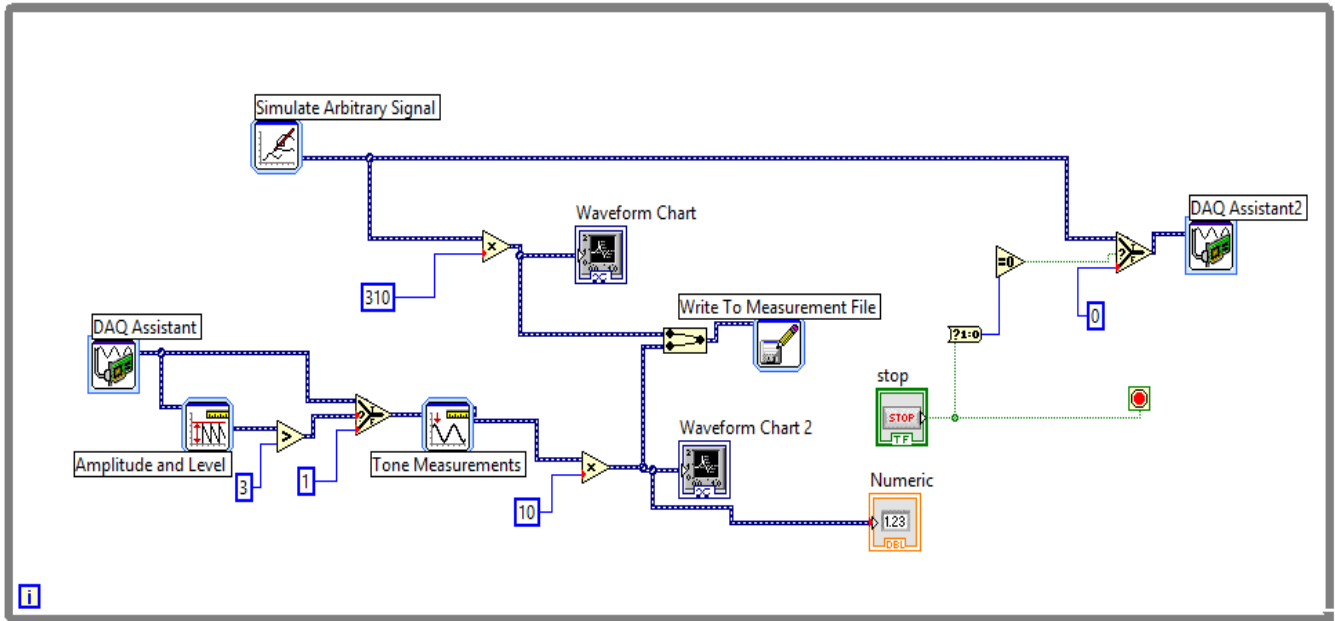 Simulate Arbitrary Signal
Waveform Chart
DAQ Assistant2
×
=0
?
T
F
310
Write To Measurement File
0
DAQ Assistant
?1:0
stop
STOP
TF
>
?
T
F
Waveform Chart 2
Amplitude and Level
Tone Measurements
×
3
1
10
Numeric
1.23
DBL
i